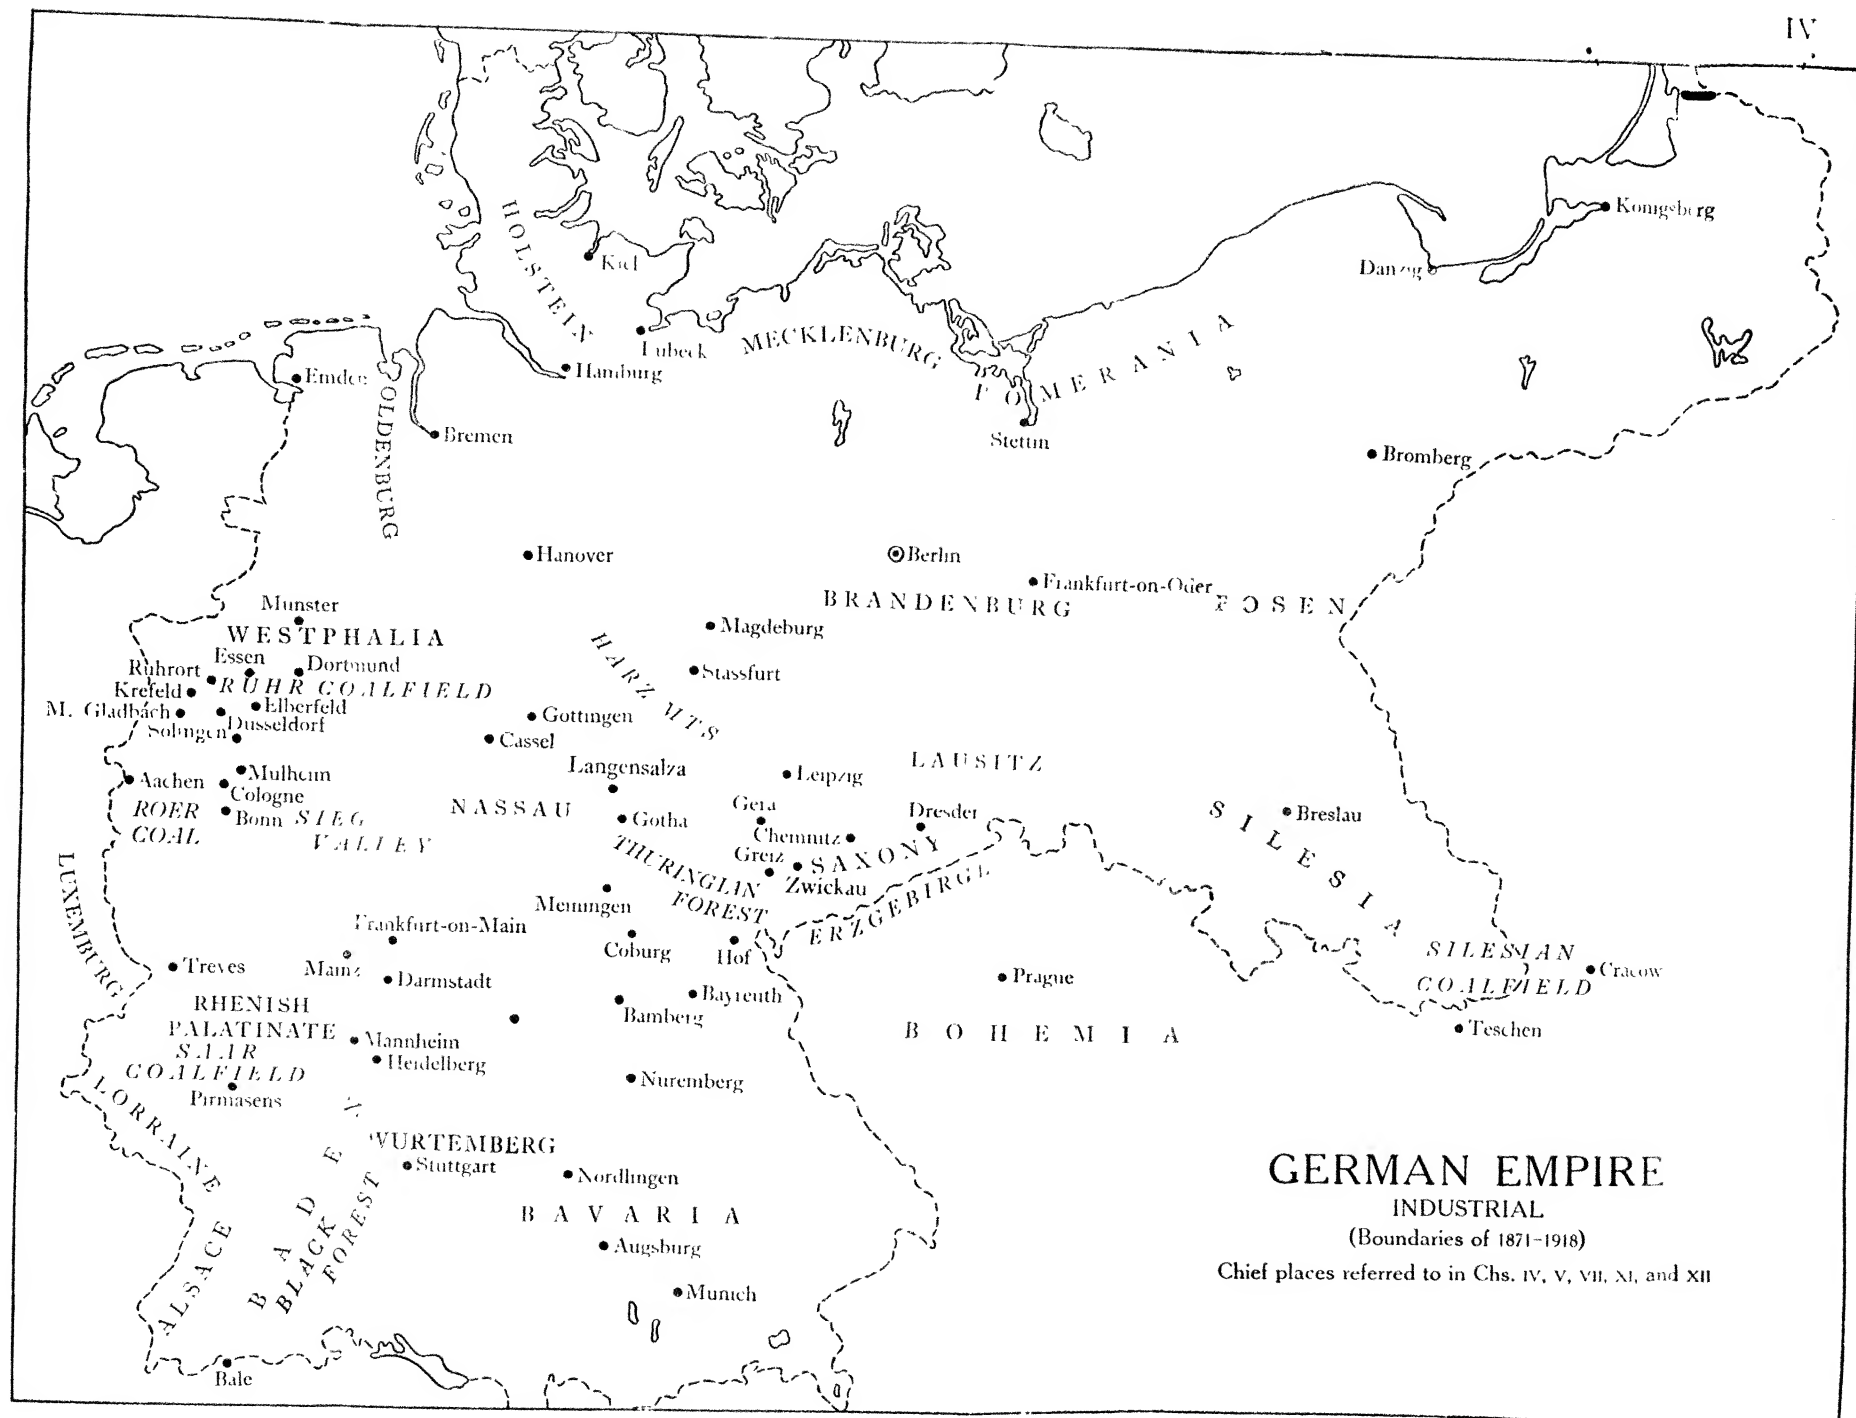 IV
Konigsberg
HOLSTEIN
Kiel
Danzig
Lubeck
MECKLENBURG
POMERANIA
Hamburg
Emden
OLDENBURG
Bremen
Stettin
Bromberg
Hanover
Berlin
Frankfurt-on-Oder
BRANDENBURG
POSEN
Munster
WESTPHALIA
Magdeburg
HARZ MTS
Essen
Dortmund
Ruhrort
Stassfurt
RUHR COALFIELD
Krefeld
Elberfeld
M. Gladbach
Dusseldorf
Solingen
Gottingen
Cassel
Langensalza
Leipzig
LAUSITZ
Mulheim
Aachen
Cologne
ROER
COAL
Bonn
SIEG
VALLEY
NASSAU
Gotha
Gera
Dresden
Chemnitz
SILESIA
Breslau
Greiz
SAXONY
Zwickau
THURINGIAN
FOREST
ERZGEBIRGE
LUXEMBURG
Meiningen
Frankfurt-on-Main
Coburg
Hof
SILESIAN
COALFIELD
Cracow
Treves
Mainz
Darmstadt
Prague
Bayreuth
Bamberg
RHENISH
PALATINATE
Teschen
BOHEMIA
Mannheim
SAAR
COALFIELD
Heidelberg
Nuremberg
Pirmasens
LORRAINE
BADEN
WURTEMBERG
Stuttgart
Nordlingen
BLACK
FOREST
BAVARIA
ALSACE
Augsburg
Munich
Bale
GERMAN EMPIRE
INDUSTRIAL
(Boundaries of 1871-1918)
Chief places referred to in Chs. IV, V, VII, XI, and XII